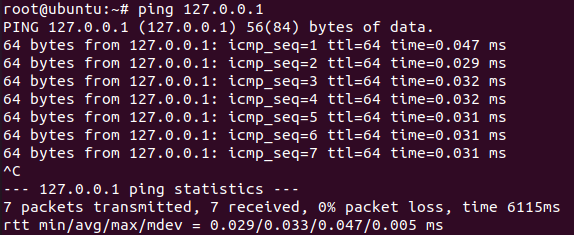 root@ubuntu:~# ping 127.0.0.1
PING 127.0.0.1 (127.0.0.1) 56(84) bytes of data.
64 bytes from 127.0.0.1: icmp_seq=1 ttl=64 time=0.047 ms
64 bytes from 127.0.0.1: icmp_seq=2 ttl=64 time=0.029 ms
64 bytes from 127.0.0.1: icmp_seq=3 ttl=64 time=0.032 ms
64 bytes from 127.0.0.1: icmp_seq=4 ttl=64 time=0.032 ms
64 bytes from 127.0.0.1: icmp_seq=5 ttl=64 time=0.031 ms
64 bytes from 127.0.0.1: icmp_seq=6 ttl=64 time=0.031 ms
64 bytes from 127.0.0.1: icmp_seq=7 ttl=64 time=0.031 ms
^C
--- 127.0.0.1 ping statistics ---
7 packets transmitted, 7 received, 0% packet loss, time 6115ms
rtt min/avg/max/mdev = 0.029/0.033/0.047/0.005 ms